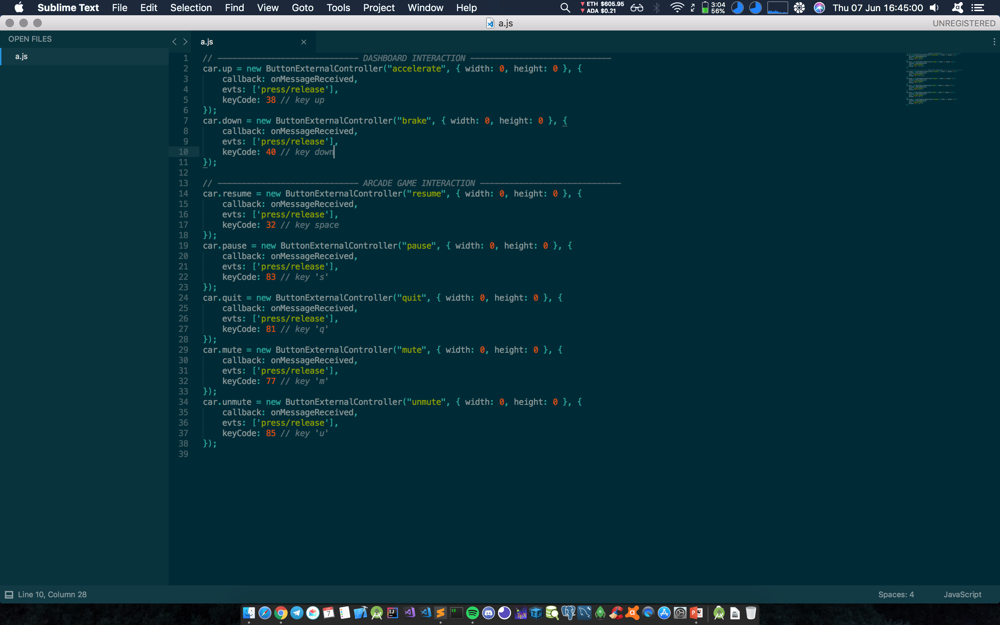 Sublime Text File Edit Selection Find View Goto Tools Project Window Help ▼ ETH $605.95 ▼ ADA $0.21 3:04 56% Thu 07 Jun 16:45:00
a.js UNREGISTERED
OPEN FILES
a.js
a.js
1 // ----------------------------- DASHBOARD INTERACTION -----------------------------
2 car.up = new ButtonExternalController("accelerate", { width: 0, height: 0 }, {
3     callback: onMessageReceived,
4     evts: ['press/release'],
5     keyCode: 38 // key up
6 });
7 car.down = new ButtonExternalController("brake", { width: 0, height: 0 }, {
8     callback: onMessageReceived,
9     evts: ['press/release'],
10     keyCode: 40 // key down
11 });
12
13 // ----------------------------- ARCADE GAME INTERACTION -----------------------------
14 car.resume = new ButtonExternalController("resume", { width: 0, height: 0 }, {
15     callback: onMessageReceived,
16     evts: ['press/release'],
17     keyCode: 32 // key space
18 });
19 car.pause = new ButtonExternalController("pause", { width: 0, height: 0 }, {
20     callback: onMessageReceived,
21     evts: ['press/release'],
22     keyCode: 83 // key 's'
23 });
24 car.quit = new ButtonExternalController("quit", { width: 0, height: 0 }, {
25     callback: onMessageReceived,
26     evts: ['press/release'],
27     keyCode: 81 // key 'q'
28 });
29 car.mute = new ButtonExternalController("mute", { width: 0, height: 0 }, {
30     callback: onMessageReceived,
31     evts: ['press/release'],
32     keyCode: 77 // key 'm'
33 });
34 car.unmute = new ButtonExternalController("unmute", { width: 0, height: 0 }, {
35     callback: onMessageReceived,
36     evts: ['press/release'],
37     keyCode: 85 // key 'u'
38 });
39
Line 10, Column 28 Spaces: 4 JavaScript